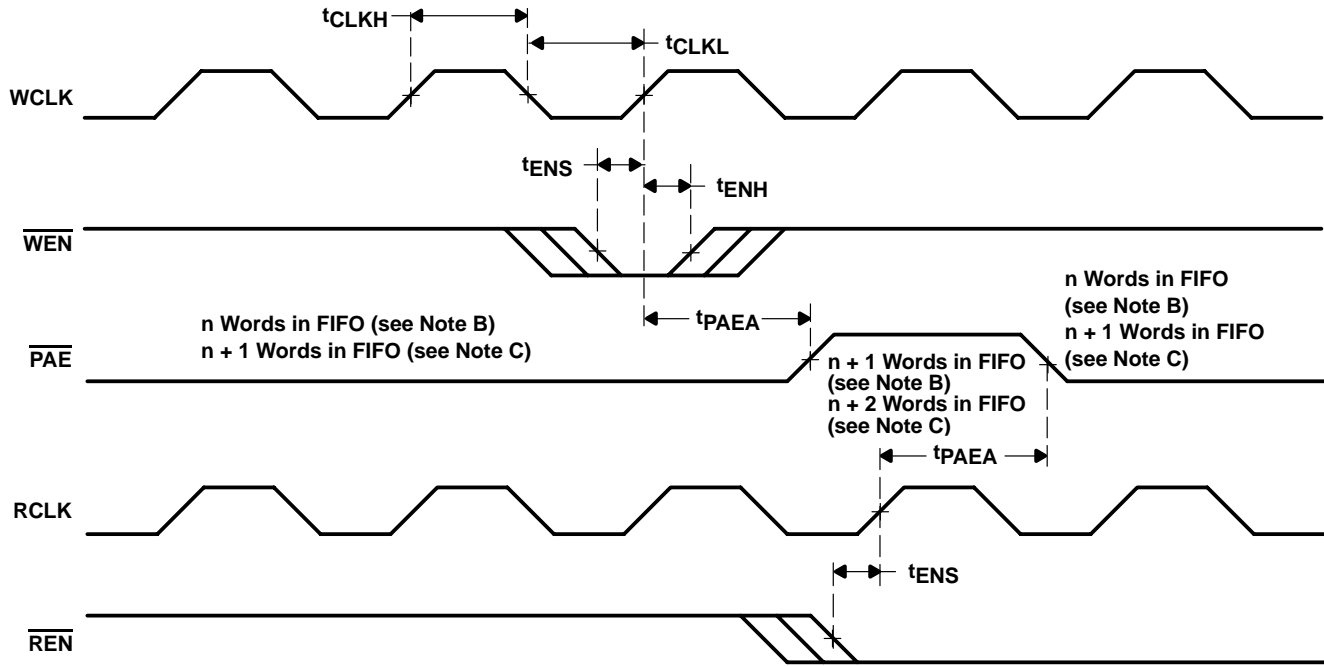 tCLKH
tCLKL
WCLK
tENS
tENH
WEN
n Words in FIFO (see Note B)
n + 1 Words in FIFO (see Note C)
tPAEA
n Words in FIFO
(see Note B)
n + 1 Words in FIFO
(see Note C)
PAE
n + 1 Words in FIFO
(see Note B)
n + 2 Words in FIFO
(see Note C)
tPAEA
RCLK
tENS
REN